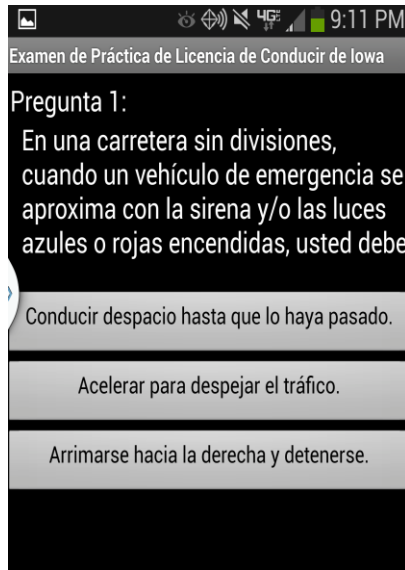 4G 9:11 PM
Examen de Práctica de Licencia de Conducir de Iowa
Pregunta 1:
En una carretera sin divisiones,
cuando un vehículo de emergencia se
aproxima con la sirena y/o las luces
azules o rojas encendidas, usted debe
Conducir despacio hasta que lo haya pasado.
Acelerar para despejar el tráfico.
Arrimarse hacia la derecha y detenerse.